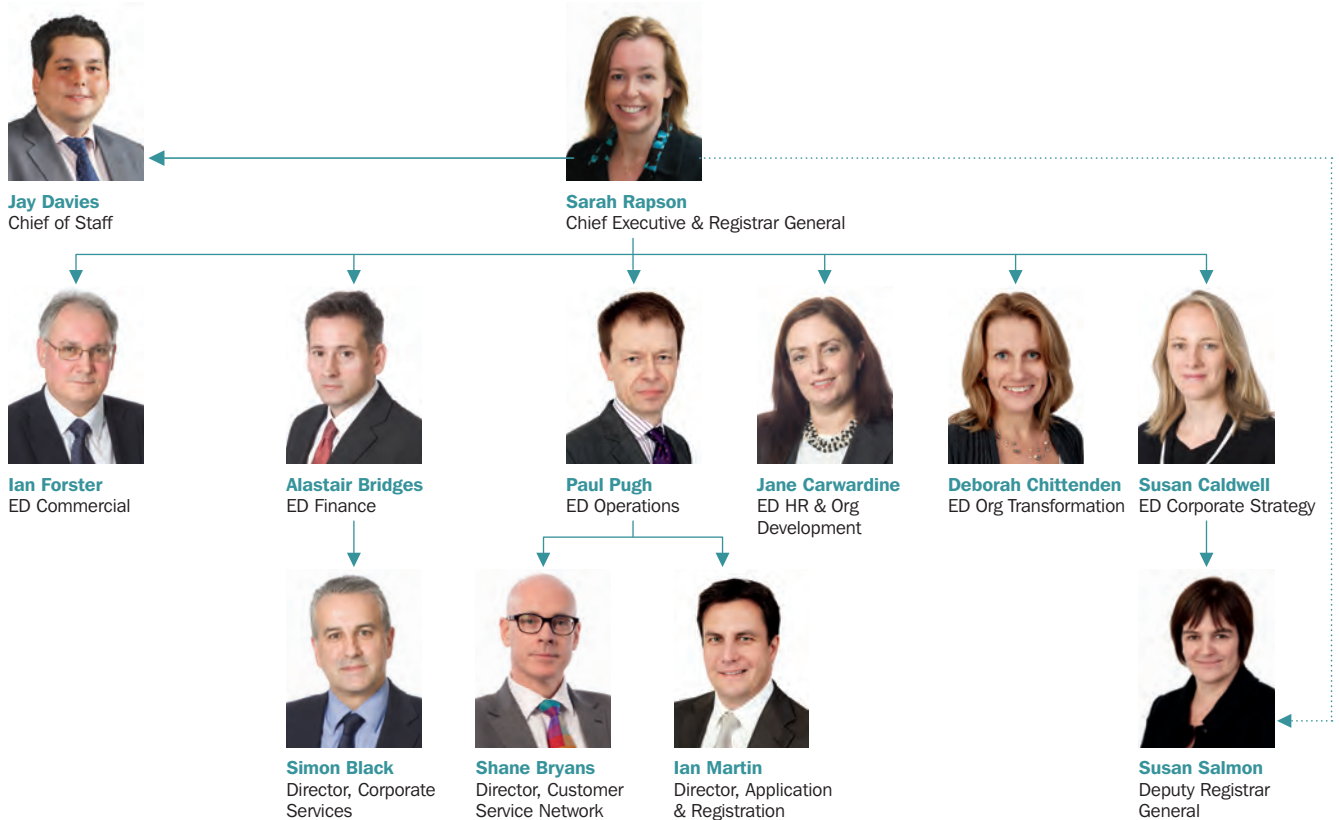 Jay Davies
Chief of Staff
Sarah Rapson
Chief Executive & Registrar General
Ian Forster
ED Commercial
Alastair Bridges
ED Finance
Paul Pugh
ED Operations
Jane Carwardine
ED HR & Org
Development
Deborah Chittenden
ED Org Transformation
Susan Caldwell
ED Corporate Strategy
Simon Black
Director, Corporate
Services
Shane Bryans
Director, Customer
Service Network
Ian Martin
Director, Application
& Registration
Susan Salmon
Deputy Registrar
General